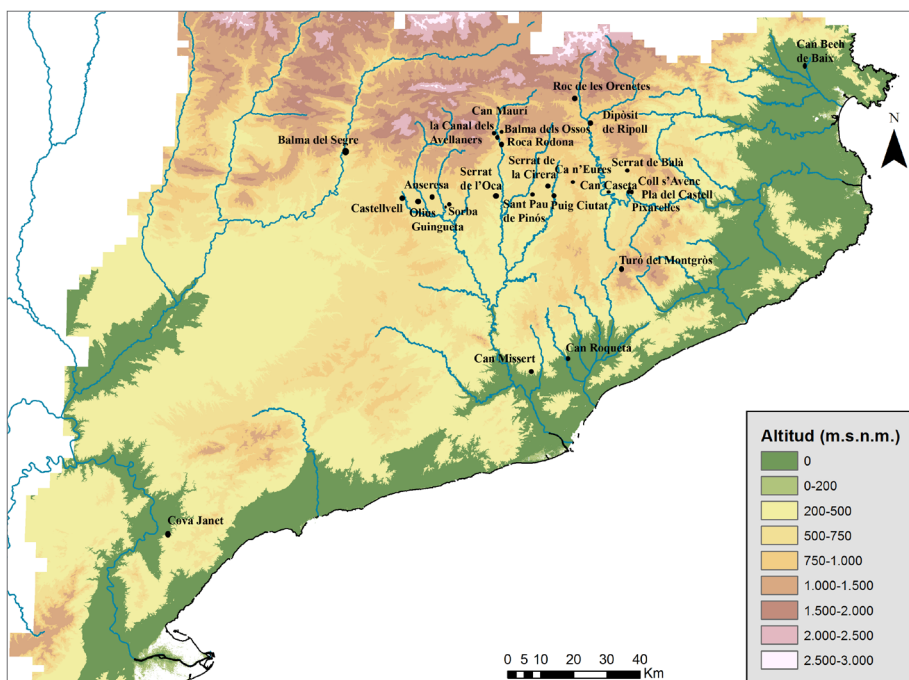 Can Bech
de Baix
Roc de les Orenetes
Can Maurí
Dipòsit
de Ripoll
la Canal dels
Avellaners
Balma dels Ossos
Roca Rodona
Balma del Segre
Serrat de
la Cirera
Ca n'Eures
Serrat de Balà
Serrat
de l'Oca
Anseresa
Can Caseta
Coll s'Avenc
Pla del Castell
Castellvell
Olius
Sorba
Sant Pau
de Pinós
Puig Ciutat
Pixarelles
Guingueta
Turó del Montgròs
Can Missert
Can Roqueta
Cova Janet
N
Altitud (m.s.n.m.)
0
0-200
200-500
500-750
750-1.000
1.000-1.500
1.500-2.000
2.000-2.500
2.500-3.000
0 5 10 20 30 40
Km